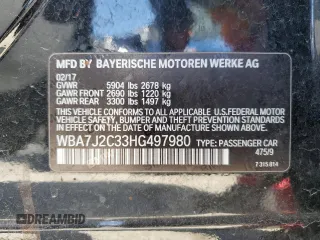 MFD BY BAYERISCHE MOTOREN WERKE AG
02/17
GVWR 5904 LBS 2678 kg
GAWR FRONT 2690 LBS 1220 kg
GAWR REAR 3300 LBS 1497 kg
THIS VEHICLE CONFORMS TO ALL APPLICABLE
U.S. FEDERAL MOTOR VEHICLE SAFETY, BUMPER,
AND THEFT PREVENTION STANDARDS IN EFFECT
ON THE DATE OF MANUFACTURE SHOWN ABOVE.
WBA7J2C33HG497980 TYPE: PASSENGER CAR
475/9
7 315 814
DREAMBID